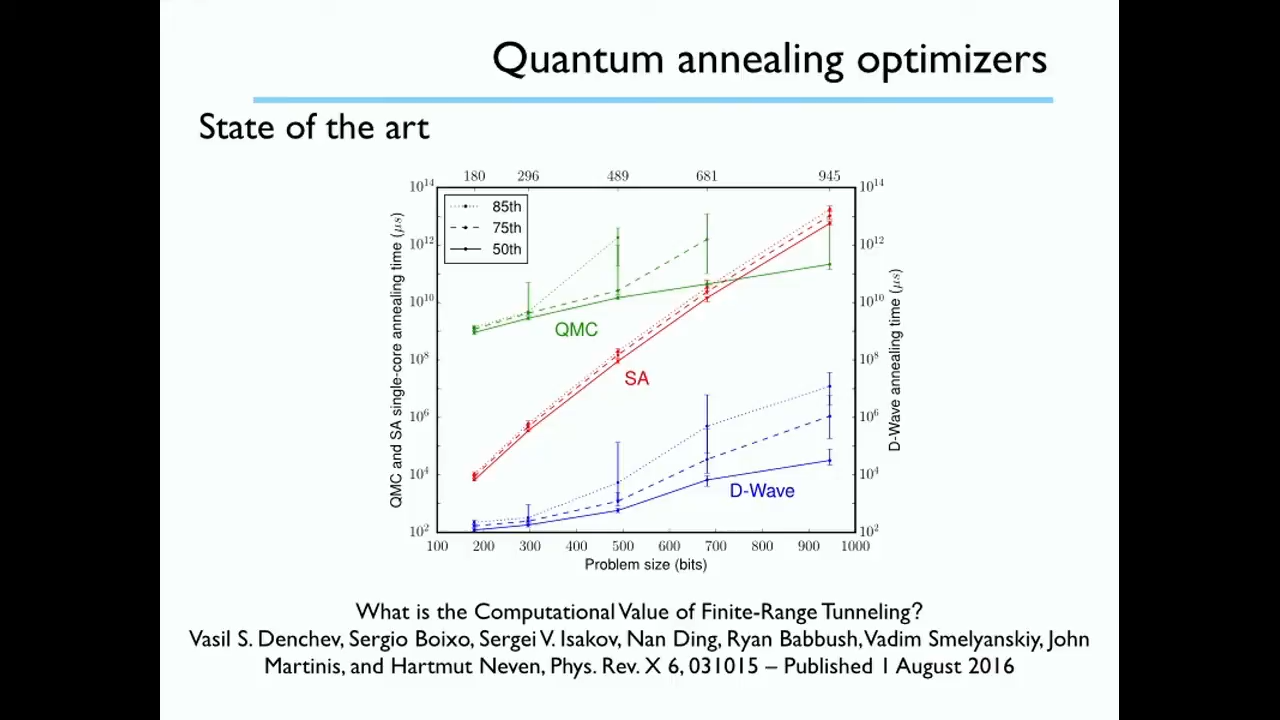 Quantum annealing optimizers
State of the art
180 296 489 681 945
10^14 10^14
85th
75th
50th
10^12 10^12
10^10 10^10
QMC
10^8 10^8
SA
10^6 10^6
10^4 10^4
D-Wave
10^2 10^2
QMC and SA single-core annealing time (μs)
D-Wave annealing time (μs)
100 200 300 400 500 600 700 800 900 1000
Problem size (bits)
What is the Computational Value of Finite-Range Tunneling?
Vasil S. Denchev, Sergio Boixo, Sergei V. Isakov, Nan Ding, Ryan Babbush, Vadim Smelyanskiy, John
Martinis, and Hartmut Neven, Phys. Rev. X 6, 031015 – Published 1 August 2016